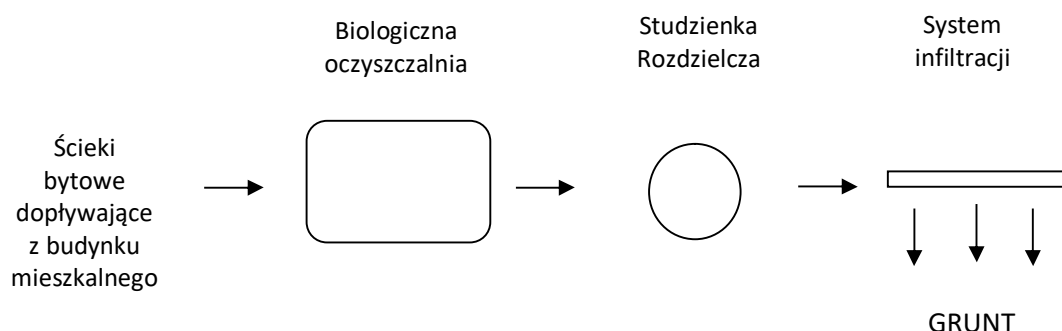 Biologiczna
oczyszczalnia
Studzienka
Rozdzielcza
System
infiltracji
Ścieki
bytowe
dopływające
z budynku
mieszkalnego
GRUNT